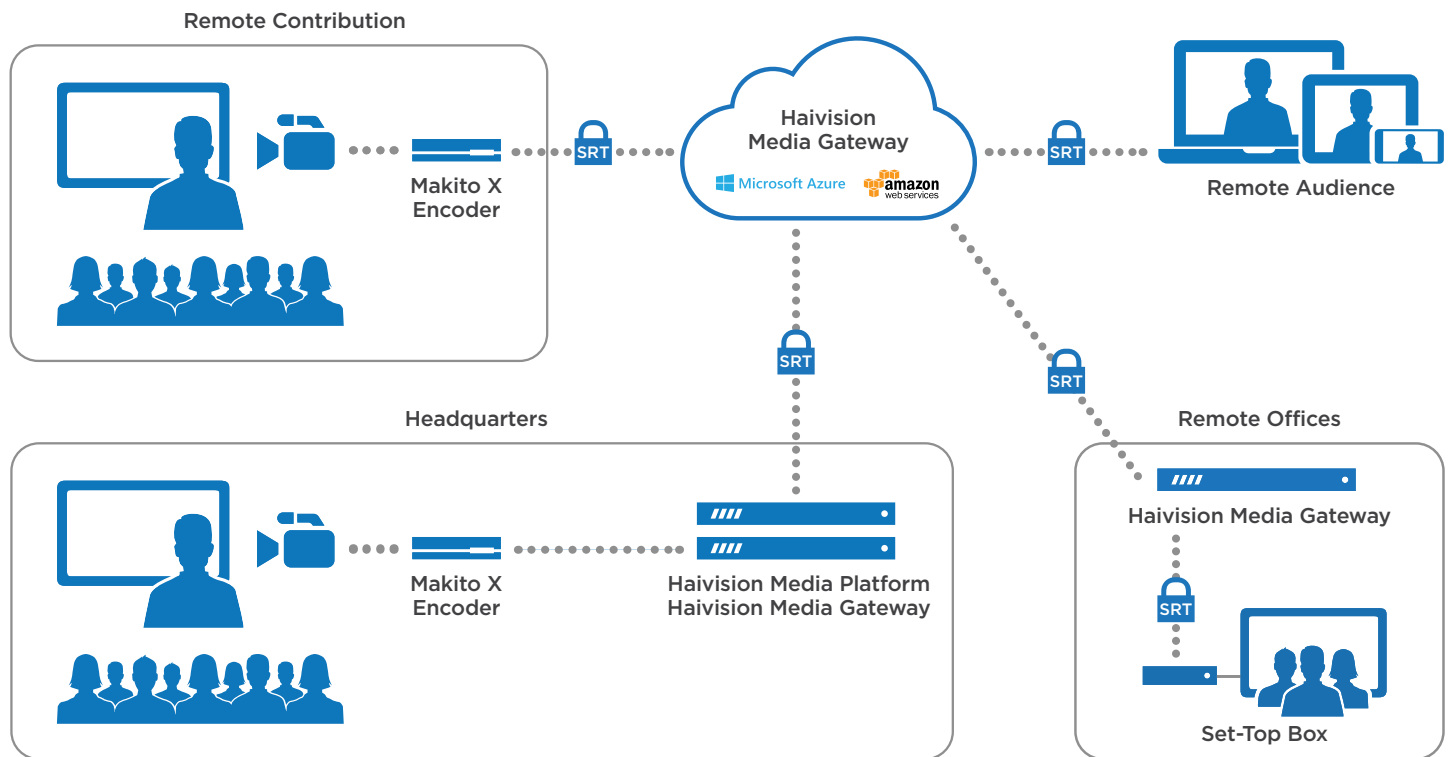 Remote Contribution
Makito X
Encoder
SRT
Haivision
Media Gateway
Microsoft Azure
amazon
web services
SRT
Remote Audience
SRT
SRT
Headquarters
Makito X
Encoder
Haivision Media Platform
Haivision Media Gateway
Remote Offices
Haivision Media Gateway
SRT
Set-Top Box